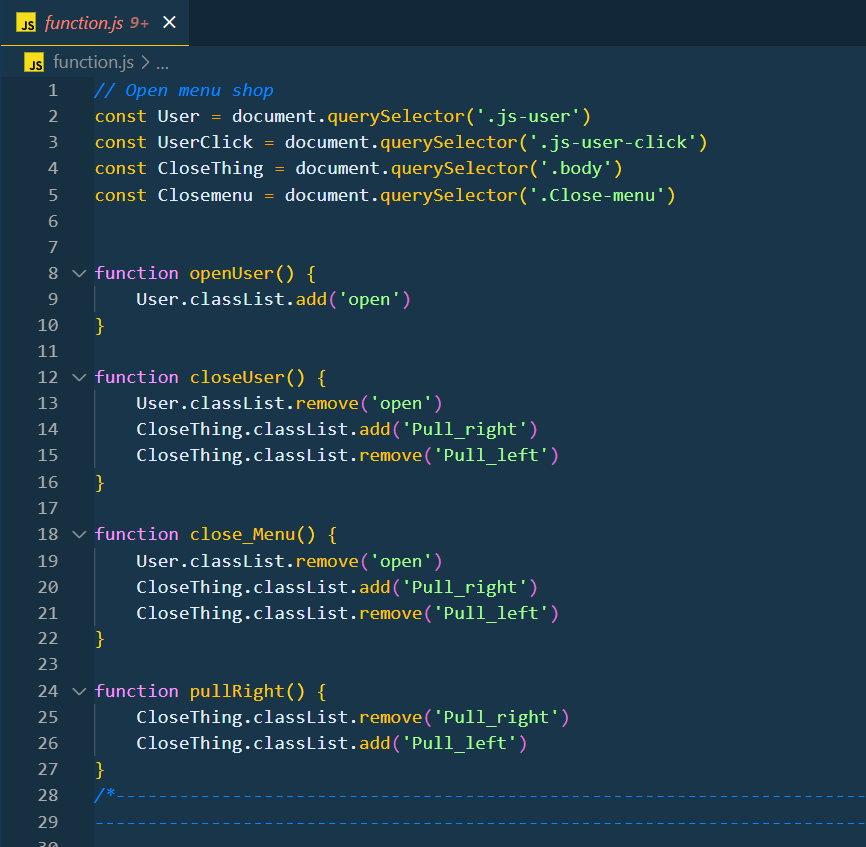 JS function.js 9+ ×
JS function.js > ...
1 // Open menu shop
2 const User = document.querySelector('.js-user')
3 const UserClick = document.querySelector('.js-user-click')
4 const CloseThing = document.querySelector('.body')
5 const Closemenu = document.querySelector('.Close-menu')
6
7
8 function openUser() {
9 User.classList.add('open')
10 }
11
12 function closeUser() {
13 User.classList.remove('open')
14 CloseThing.classList.add('Pull_right')
15 CloseThing.classList.remove('Pull_left')
16 }
17
18 function close_Menu() {
19 User.classList.remove('open')
20 CloseThing.classList.add('Pull_right')
21 CloseThing.classList.remove('Pull_left')
22 }
23
24 function pullRight() {
25 CloseThing.classList.remove('Pull_right')
26 CloseThing.classList.add('Pull_left')
27 }
28 /*-----------------------------------------------------------------------
29 -------------------------------------------------------------------------
30